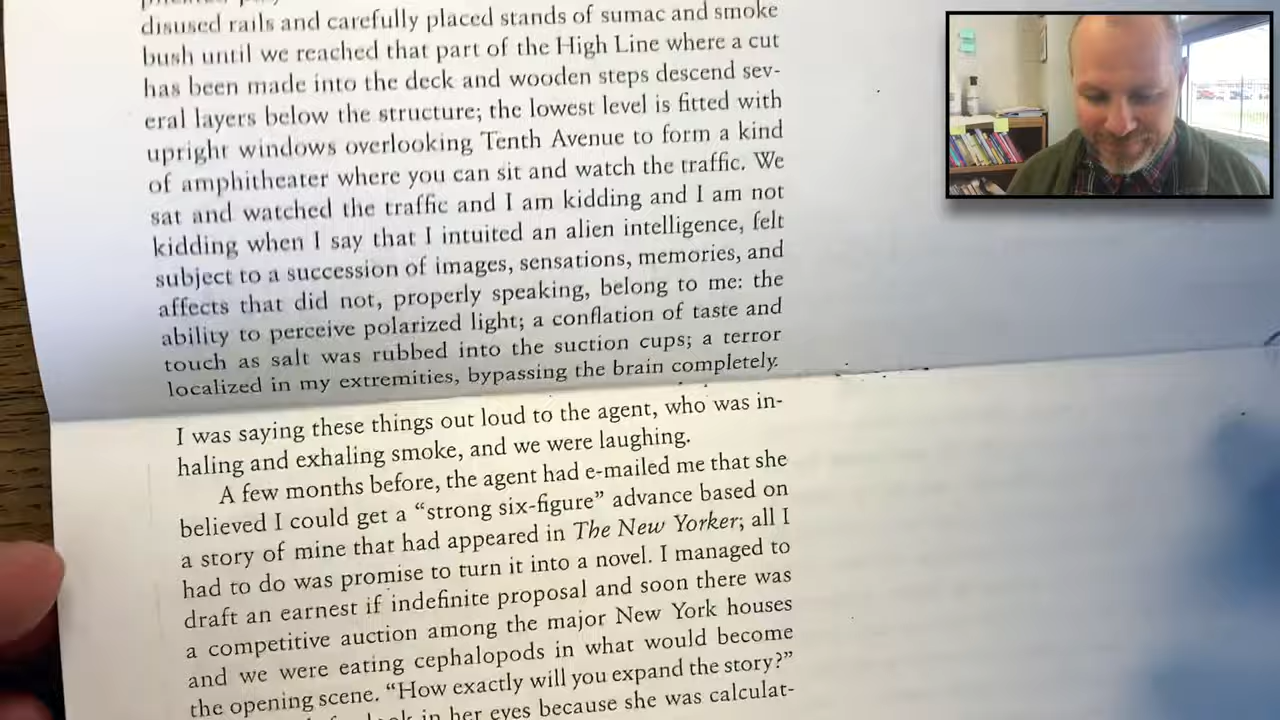 disused rails and carefully placed stands of sumac and smoke
bush until we reached that part of the High Line where a cut
has been made into the deck and wooden steps descend sev-
eral layers below the structure; the lowest level is fitted with
upright windows overlooking Tenth Avenue to form a kind
of amphitheater where you can sit and watch the traffic. We
sat and watched the traffic and I am kidding and I am not
kidding when I say that I intuited an alien intelligence, felt
subject to a succession of images, sensations, memories, and
affects that did not, properly speaking, belong to me: the
ability to perceive polarized light; a conflation of taste and
touch as salt was rubbed into the suction cups; a terror
localized in my extremities, bypassing the brain completely.
I was saying these things out loud to the agent, who was in-
haling and exhaling smoke, and we were laughing.
A few months before, the agent had e-mailed me that she
believed I could get a “strong six-figure” advance based on
a story of mine that had appeared in The New Yorker; all I
had to do was promise to turn it into a novel. I managed to
draft an earnest if indefinite proposal and soon there was
a competitive auction among the major New York houses
and we were eating cephalopods in what would become
the opening scene. “How exactly will you expand the story?”
look in her eyes because she was calculat-